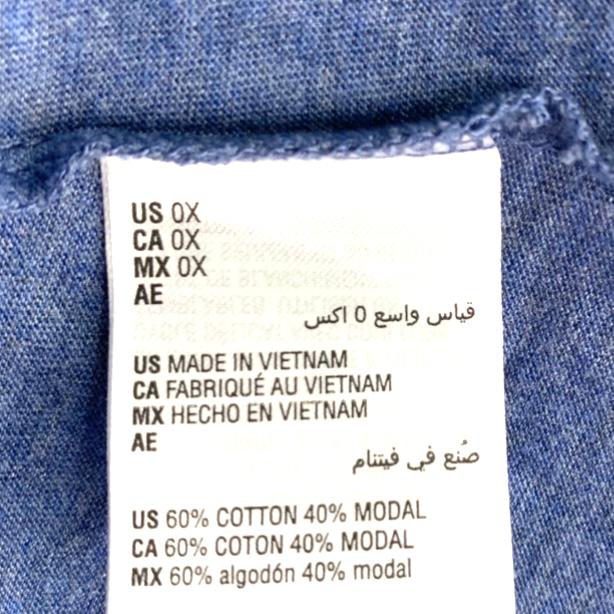 US 0X
CA 0X
MX 0X
AE
قياس واسع 0 اكس
US MADE IN VIETNAM
CA FABRIQUÉ AU VIETNAM
MX HECHO EN VIETNAM
AE
صُنع في فيتنام
US 60% COTTON 40% MODAL
CA 60% COTON 40% MODAL
MX 60% algodón 40% modal